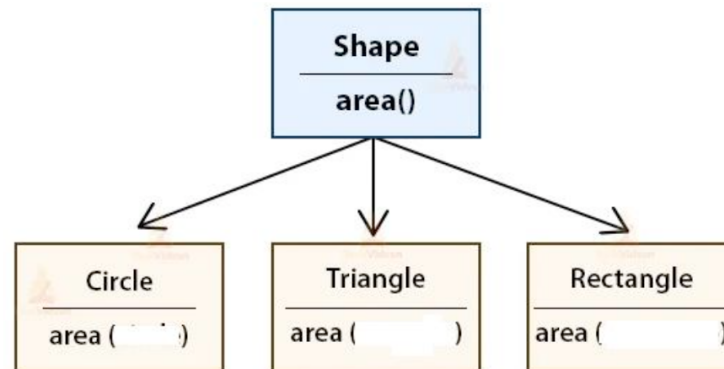 Shape
area()
Circle
area ( )
Triangle
area ( )
Rectangle
area ( )